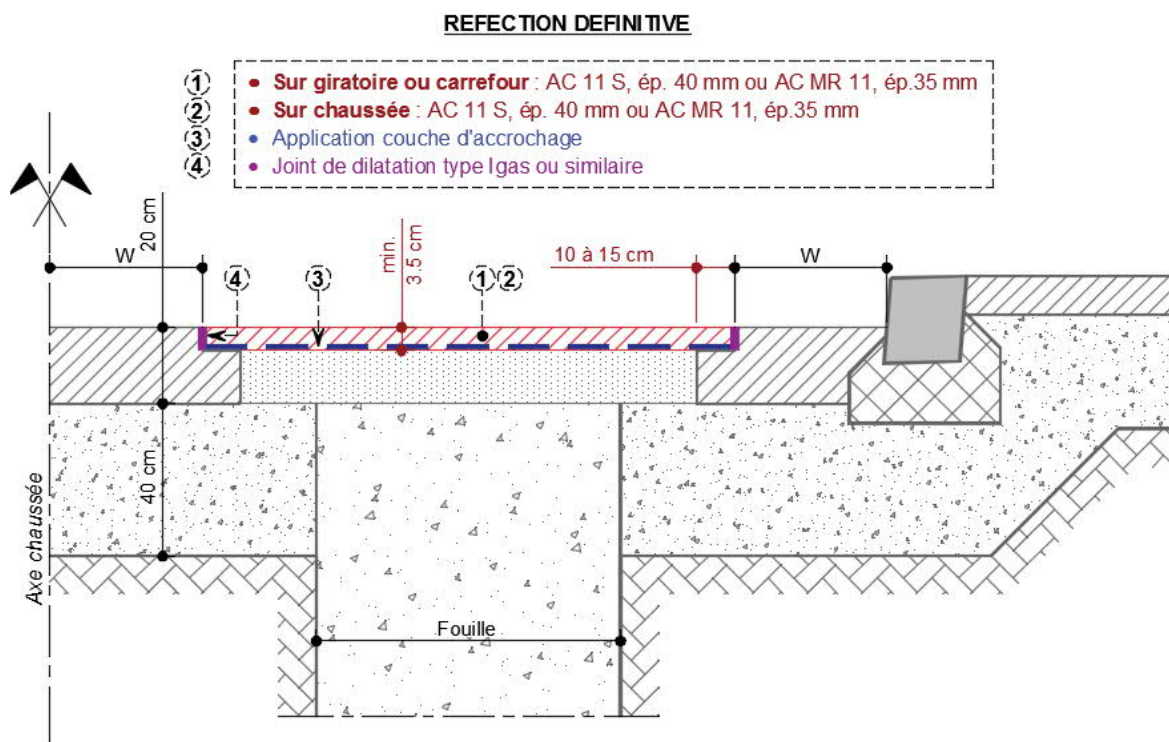 REFECTION DEFINITIVE
1 • Sur giratoire ou carrefour : AC 11 S, ép. 40 mm ou AC MR 11, ép.35 mm
2 • Sur chaussée : AC 11 S, ép. 40 mm ou AC MR 11, ép.35 mm
3 • Application couche d'accrochage
4 • Joint de dilatation type Igas ou similaire
W
20 cm
min.
3.5 cm
10 à 15 cm
W
4
3
1 2
40 cm
Axe chaussée
Fouille